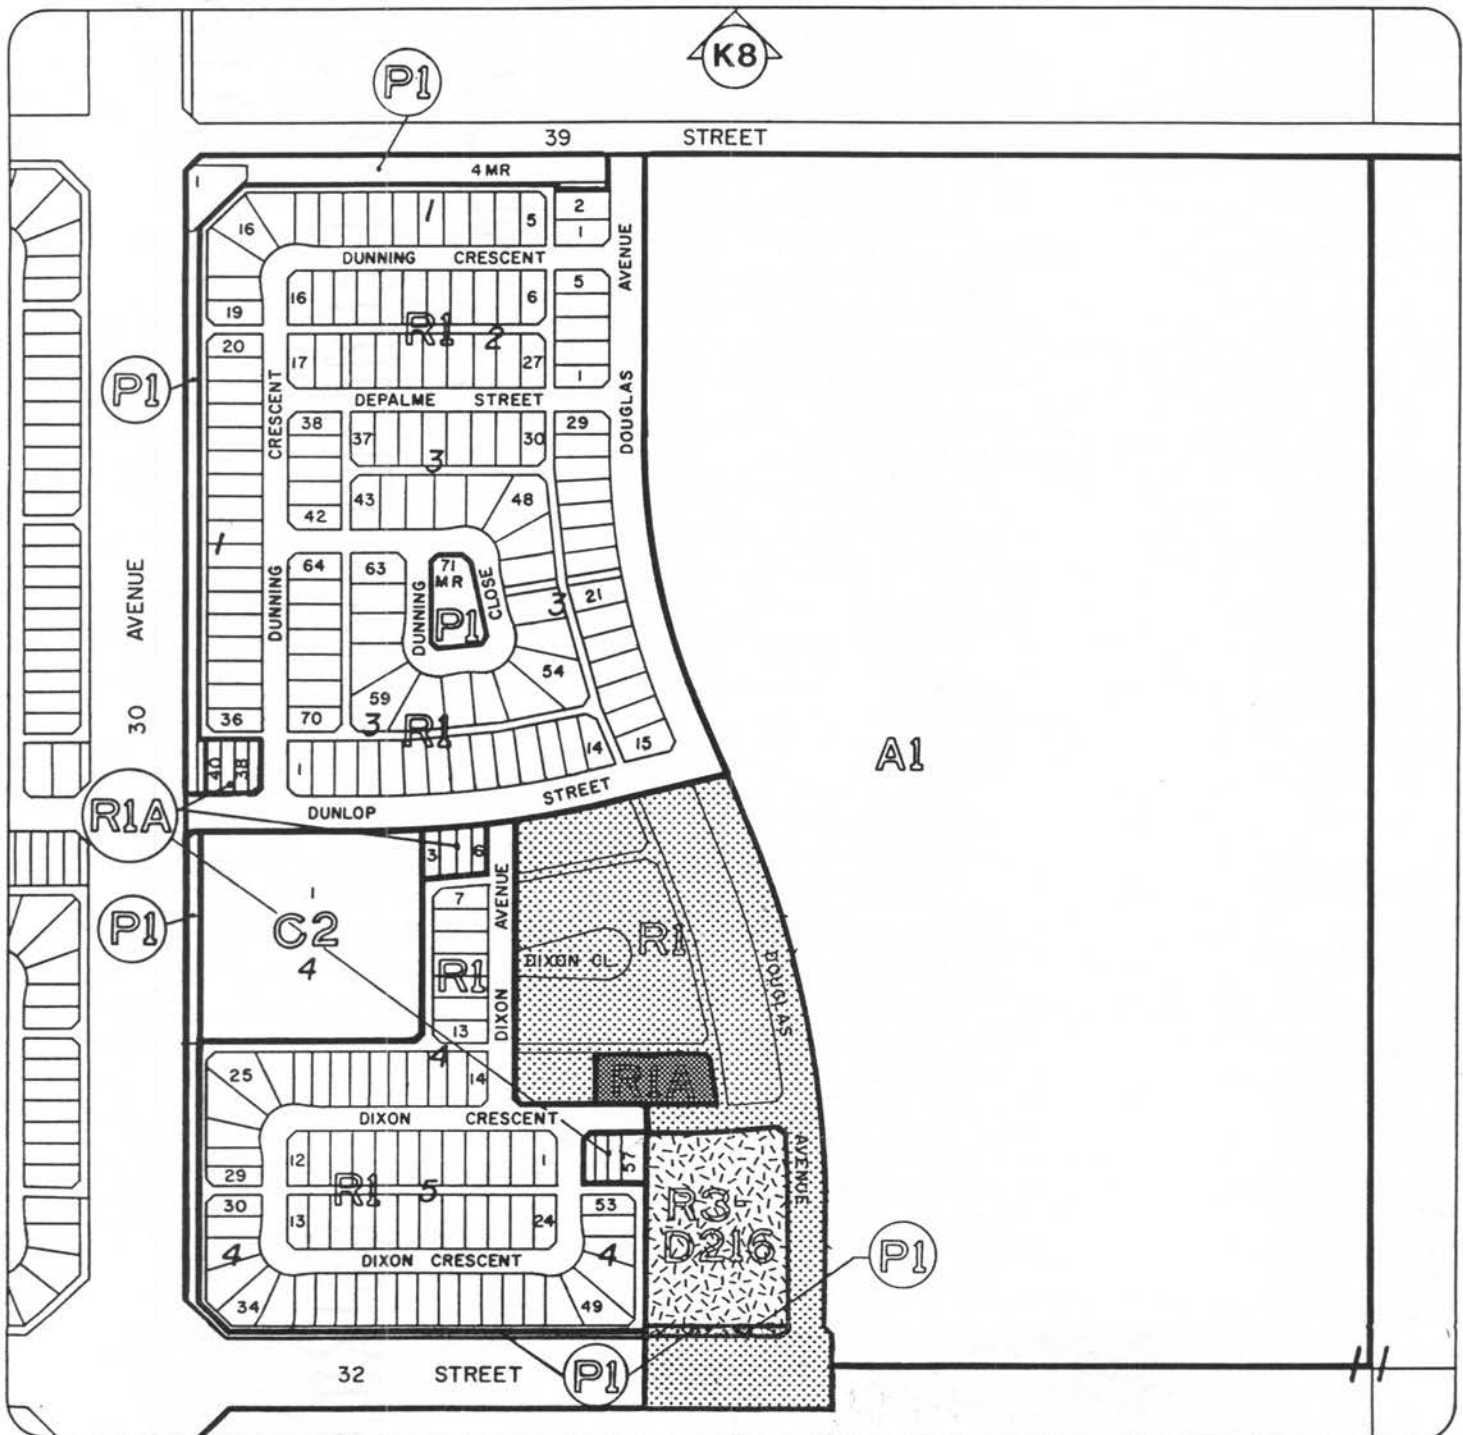 K8
P1
39 STREET
1
4 MR
1
5
2
1
16
DUNNING CRESCENT
AVENUE
16
6
5
R1 2
19
20
17
27
1
P1
CRESCENT
DEPALME STREET
DOUGLAS
38
37
30
29
3
43
48
42
1
30 AVENUE
DUNNING
64
63
71
MR
P1
DUNNING CLOSE
3
21
54
59
36
70
3
R1
15
14
1
A1
40
38
R1A
DUNLOP STREET
3
6
AVENUE
7
1
C2
4
P1
R1
DIXON
13
4
R1
DIXON CL.
DOUGLAS
R1A
25
14
DIXON CRESCENT
12
1
57
29
R1 5
AVENUE
30
13
24
53
R3-
D216
4
DIXON CRESCENT
4
P1
34
49
32 STREET
P1
11